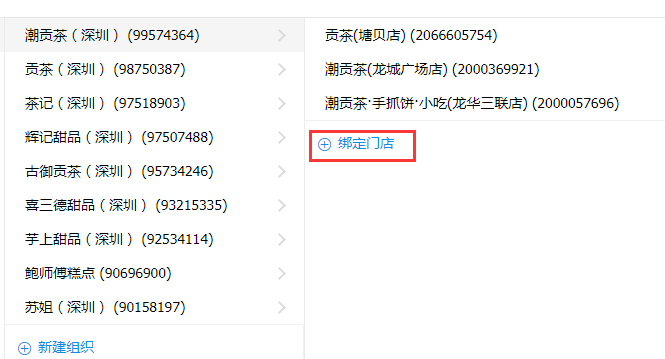 潮贡茶（深圳） (99574364)
贡茶（深圳） (98750387)
茶记（深圳） (97518903)
辉记甜品（深圳） (97507488)
古御贡茶（深圳） (95734246)
喜三德甜品（深圳） (93215335)
芋上甜品（深圳） (92534114)
鲍师傅糕点 (90696900)
苏姐（深圳） (90158197)
新建组织
贡茶(塘贝店) (2066605754)
潮贡茶(龙城广场店) (2000369921)
潮贡茶·手抓饼·小吃(龙华三联店) (2000057696)
绑定门店